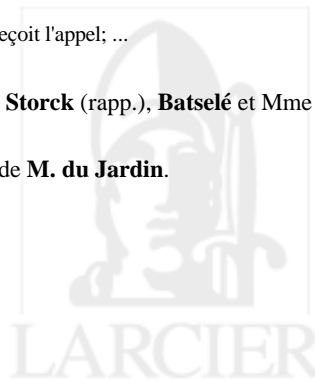 eçoit l'appel; ...
Storck (rapp.), Batselé et Mme
de M. du Jardin.
LARCIER